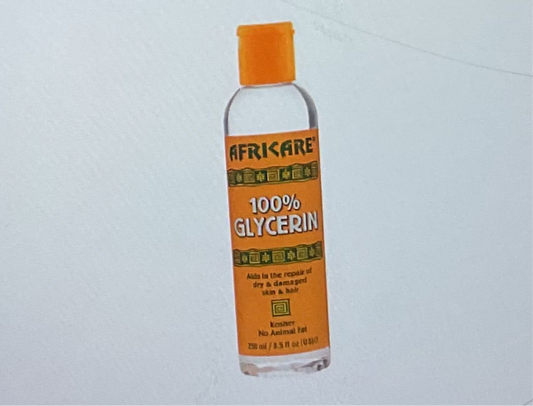 AFRICARE®
100%
GLYCERIN
Aids in the repair of
dry & damaged
skin & hair
Kosher
No Animal Fat
250 ml / 8.5 fl oz (US)